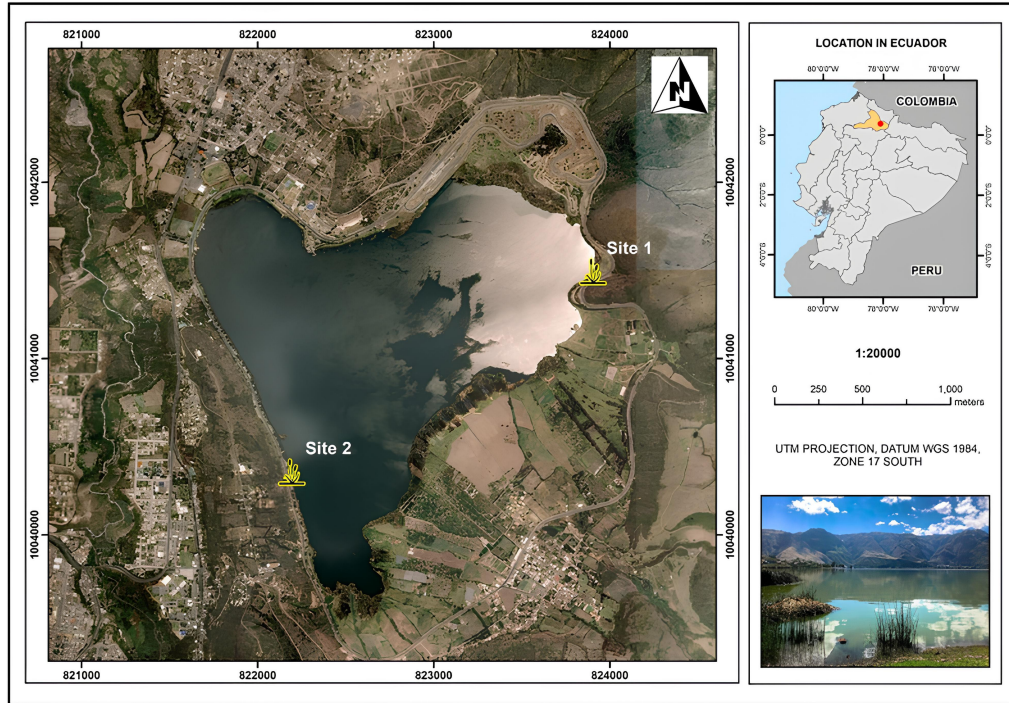 821000
822000
823000
824000
10042000
10041000
10040000
N
Site 1
Site 2
10042000
10041000
10040000
821000
822000
823000
824000
LOCATION IN ECUADOR
80°0'0"W
78°0'0"W
76°0'0"W
COLOMBIA
0°0'0"
2°0'0"S
4°0'0"S
0°0'0"
2°0'0"S
4°0'0"S
PERU
80°0'0"W
78°0'0"W
76°0'0"W
1:20000
0 250 500 1,000
meters
UTM PROJECTION, DATUM WGS 1984,
ZONE 17 SOUTH